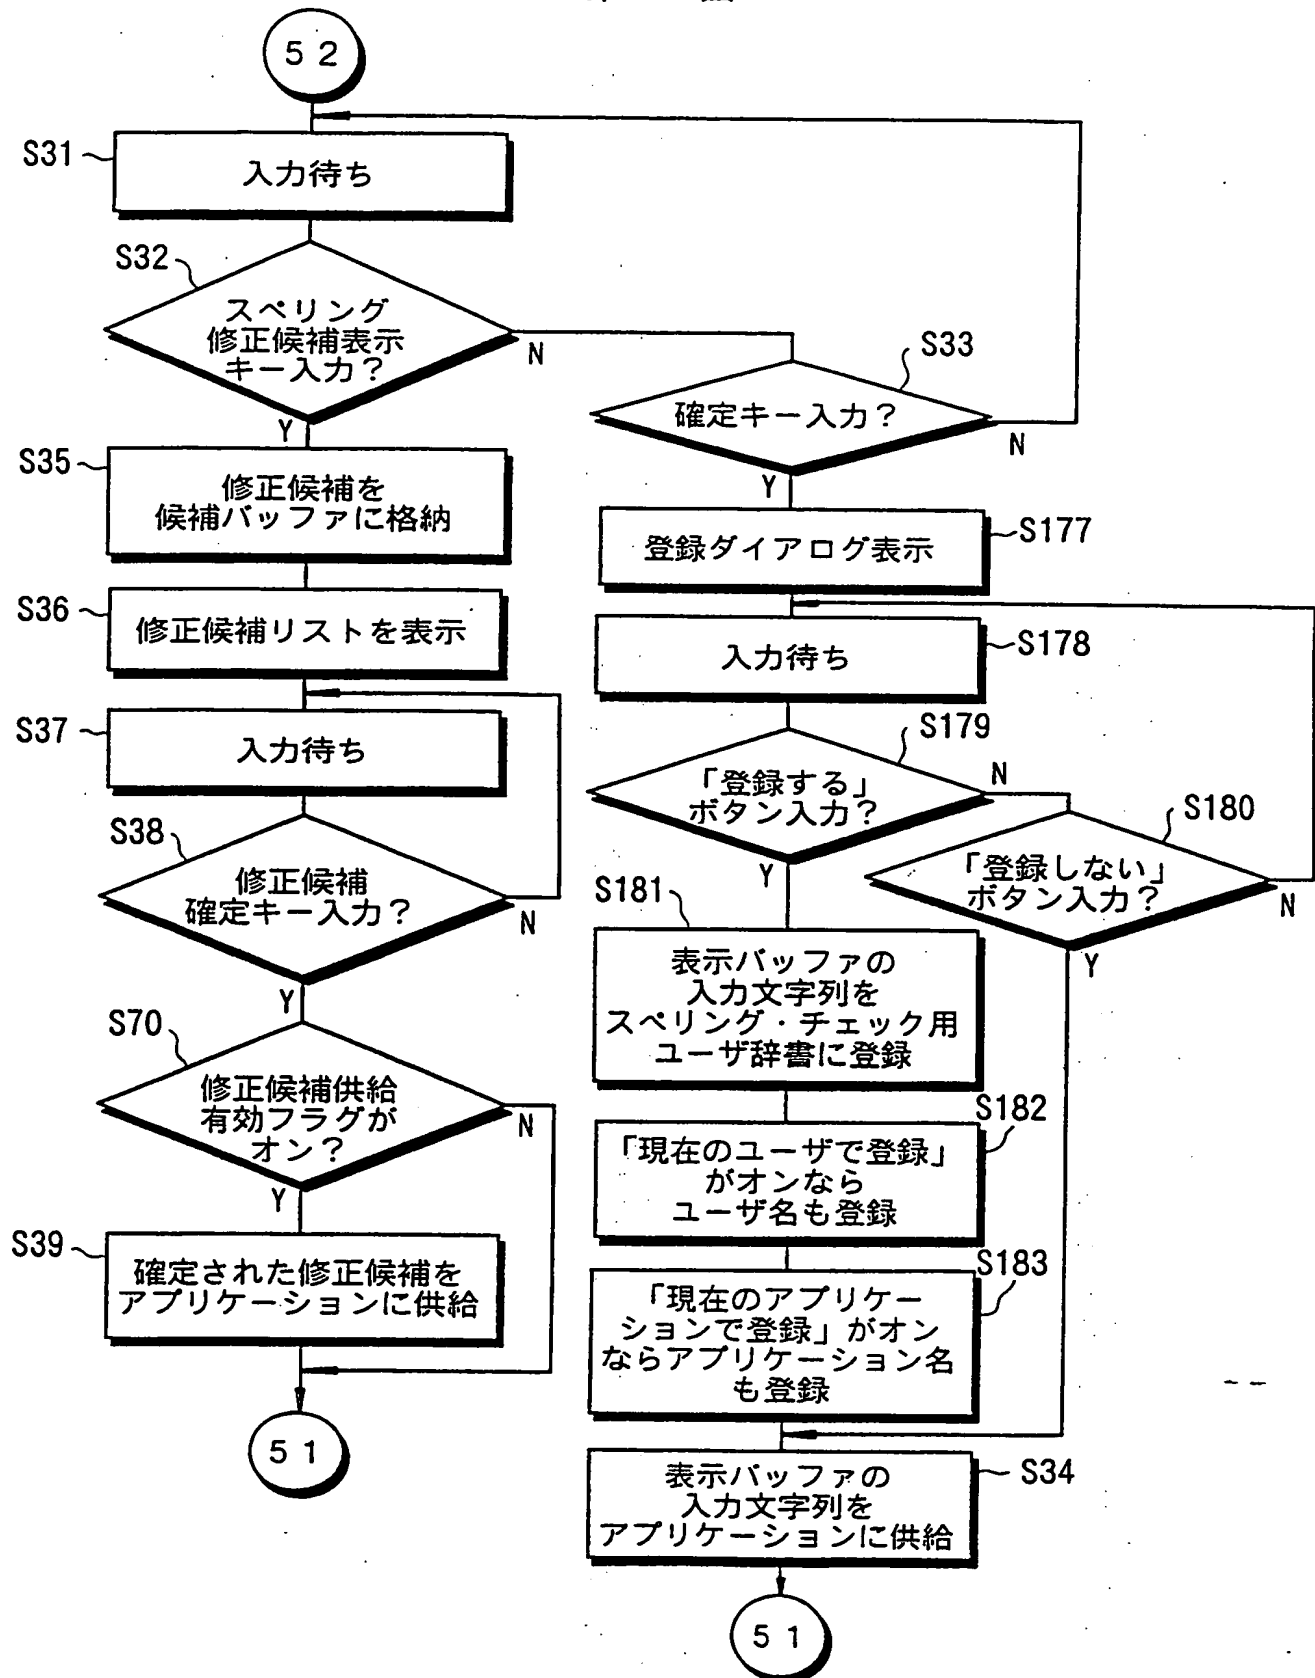 52
S31
入力待ち
S32
スペリング
修正候補表示
キー入力？
N
Y
S33
確定キー入力？
N
Y
S35
修正候補を
候補バッファに格納
S177
登録ダイアログ表示
S36
修正候補リストを表示
S178
入力待ち
S37
入力待ち
S179
「登録する」
ボタン入力？
N
Y
S180
「登録しない」
ボタン入力？
N
Y
S38
修正候補
確定キー入力？
N
Y
S181
表示バッファの
入力文字列を
スペリング・チェック用
ユーザ辞書に登録
S70
修正候補供給
有効フラグが
オン？
N
Y
S182
「現在のユーザで登録」
がオンなら
ユーザ名も登録
S39
確定された修正候補を
アプリケーションに供給
S183
「現在のアプリケー
ションで登録」がオン
ならアプリケーション名
も登録
51
S34
表示バッファの
入力文字列を
アプリケーションに供給
51